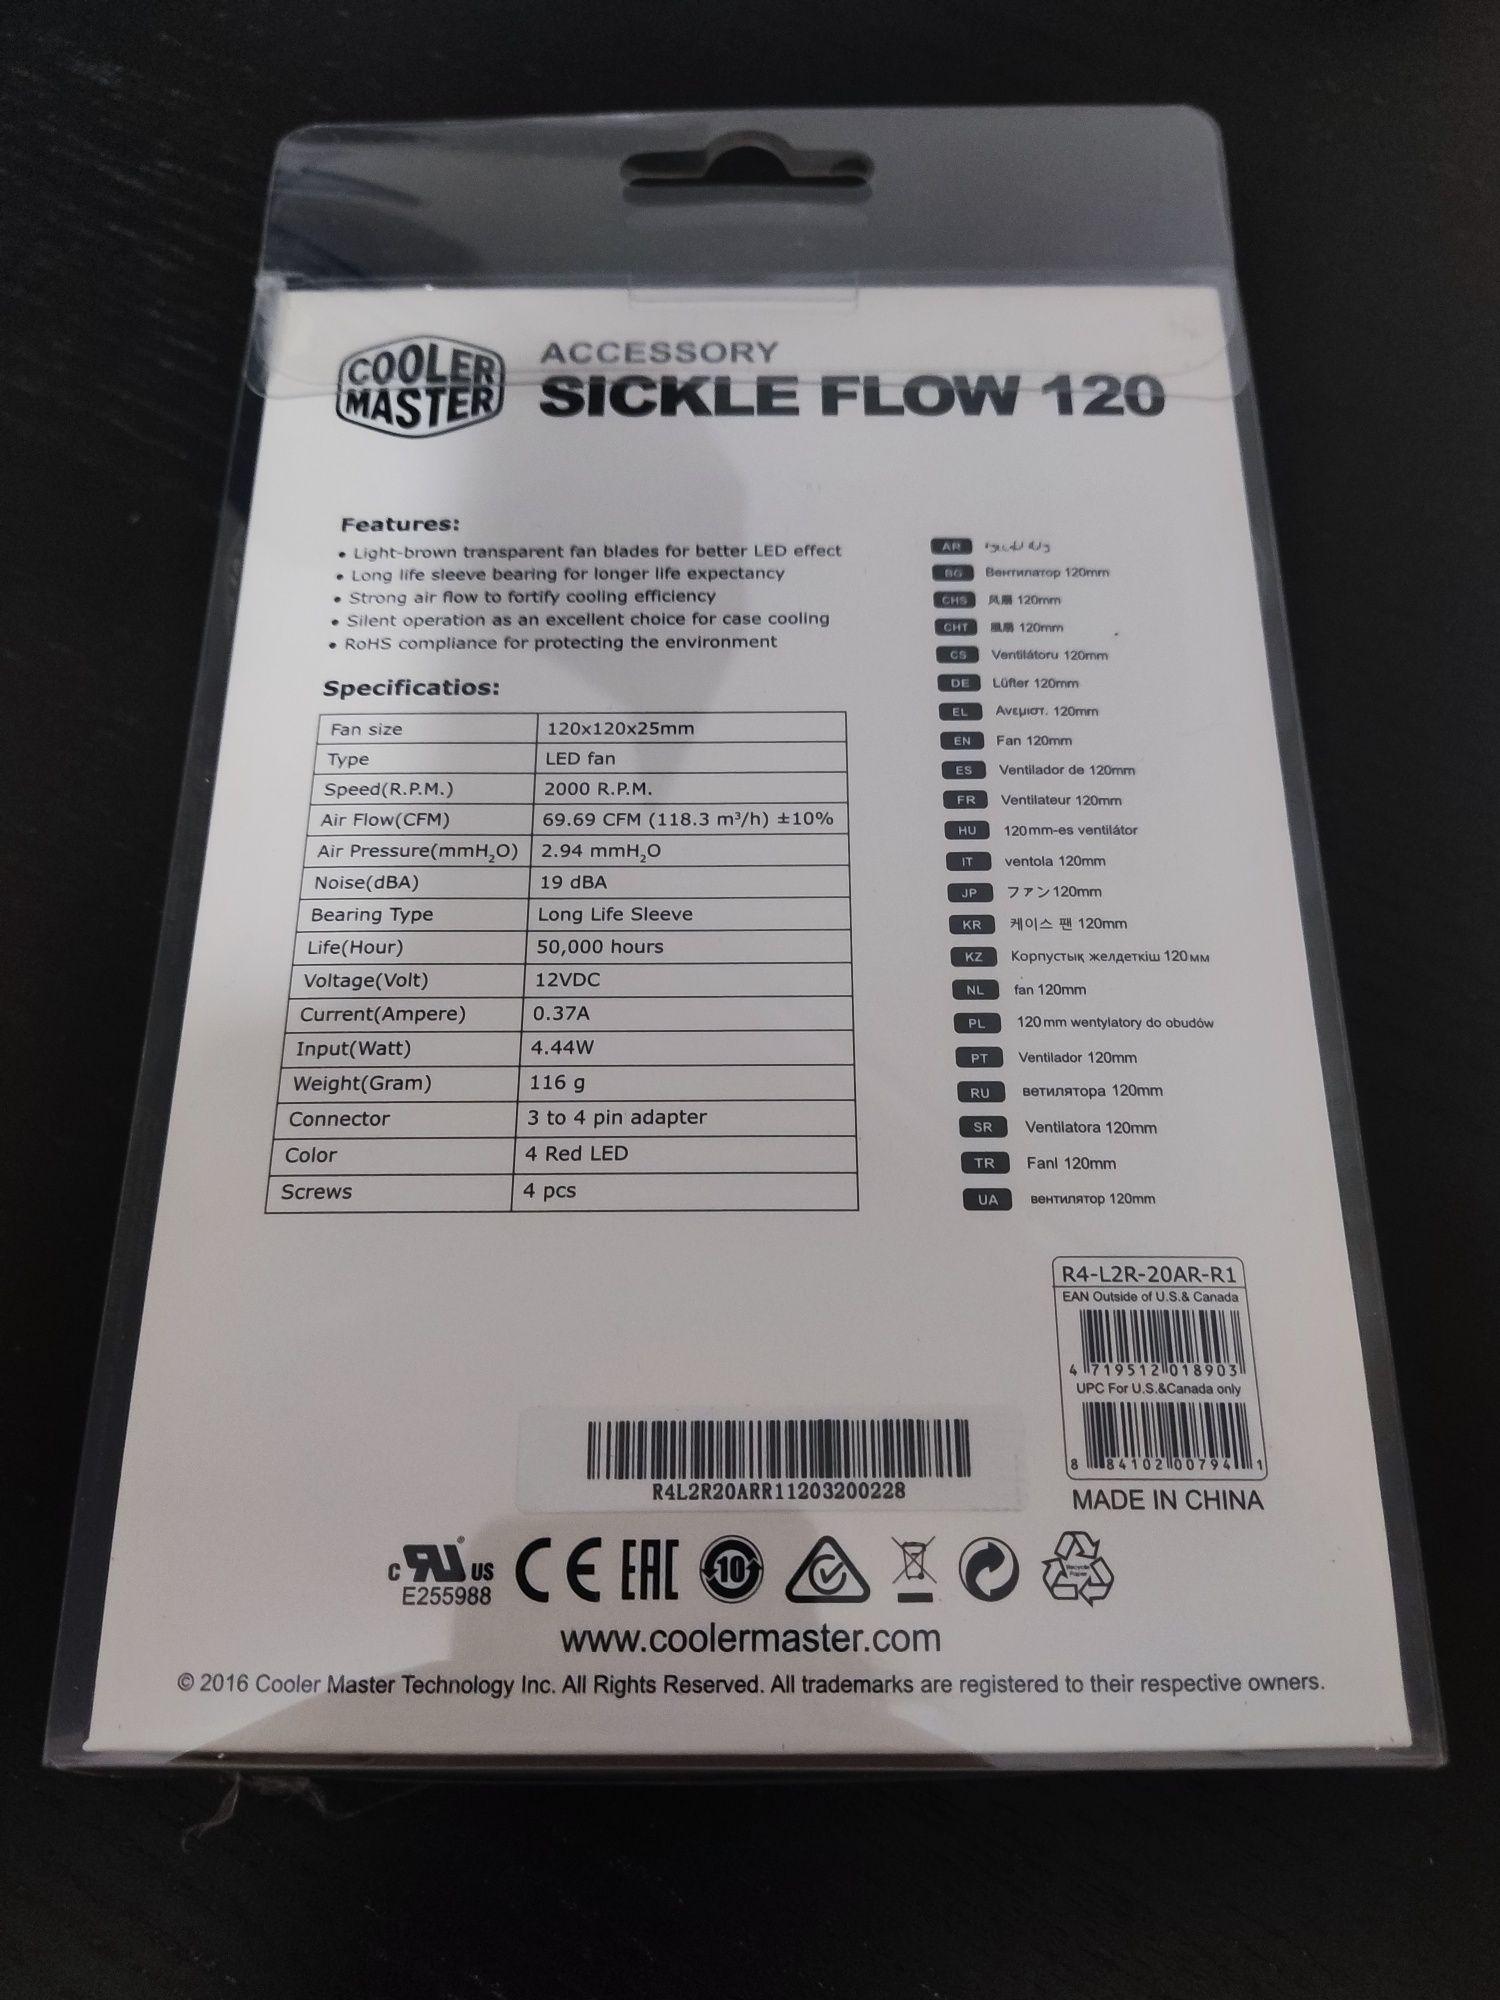 COOLER
MASTER
ACCESSORY
SICKLE FLOW 120
Features:
• Light-brown transparent fan blades for better LED effect
• Long life sleeve bearing for longer life expectancy
• Strong air flow to fortify cooling efficiency
• Silent operation as an excellent choice for case cooling
• RoHS compliance for protecting the environment
Specificatios:
Fan size 120x120x25mm
Type LED fan
Speed(R.P.M.) 2000 R.P.M.
Air Flow(CFM) 69.69 CFM (118.3 m³/h) ±10%
Air Pressure(mmH₂O) 2.94 mmH₂O
Noise(dBA) 19 dBA
Bearing Type Long Life Sleeve
Life(Hour) 50,000 hours
Voltage(Volt) 12VDC
Current(Ampere) 0.37A
Input(Watt) 4.44W
Weight(Gram) 116 g
Connector 3 to 4 pin adapter
Color 4 Red LED
Screws 4 pcs
AR
BG Вентилатор 120mm
CHS 风扇 120mm
CHT 風扇 120mm
CS Ventilátoru 120mm
DE Lüfter 120mm
EL Ανεμιστ. 120mm
EN Fan 120mm
ES Ventilador de 120mm
FR Ventilateur 120mm
HU 120mm-es ventilátor
IT ventola 120mm
JP ファン120mm
KR 케이스 팬 120mm
KZ Корпустық желдеткіш 120мм
NL fan 120mm
PL 120mm wentylatory do obudów
PT Ventilador 120mm
RU ветилятора 120mm
SR Ventilatora 120mm
TR Fanl 120mm
UA вентилятор 120mm
R4-L2R-20AR-R1
EAN Outside of U.S.& Canada
4 719512 018903
UPC For U.S.&Canada only
8 84102 00794 1
MADE IN CHINA
R4L2R20ARR11203200228
c RU ® US
E255988
CE EAC 10
Recycle
Paper
www.coolermaster.com
© 2016 Cooler Master Technology Inc. All Rights Reserved. All trademarks are registered to their respective owners.